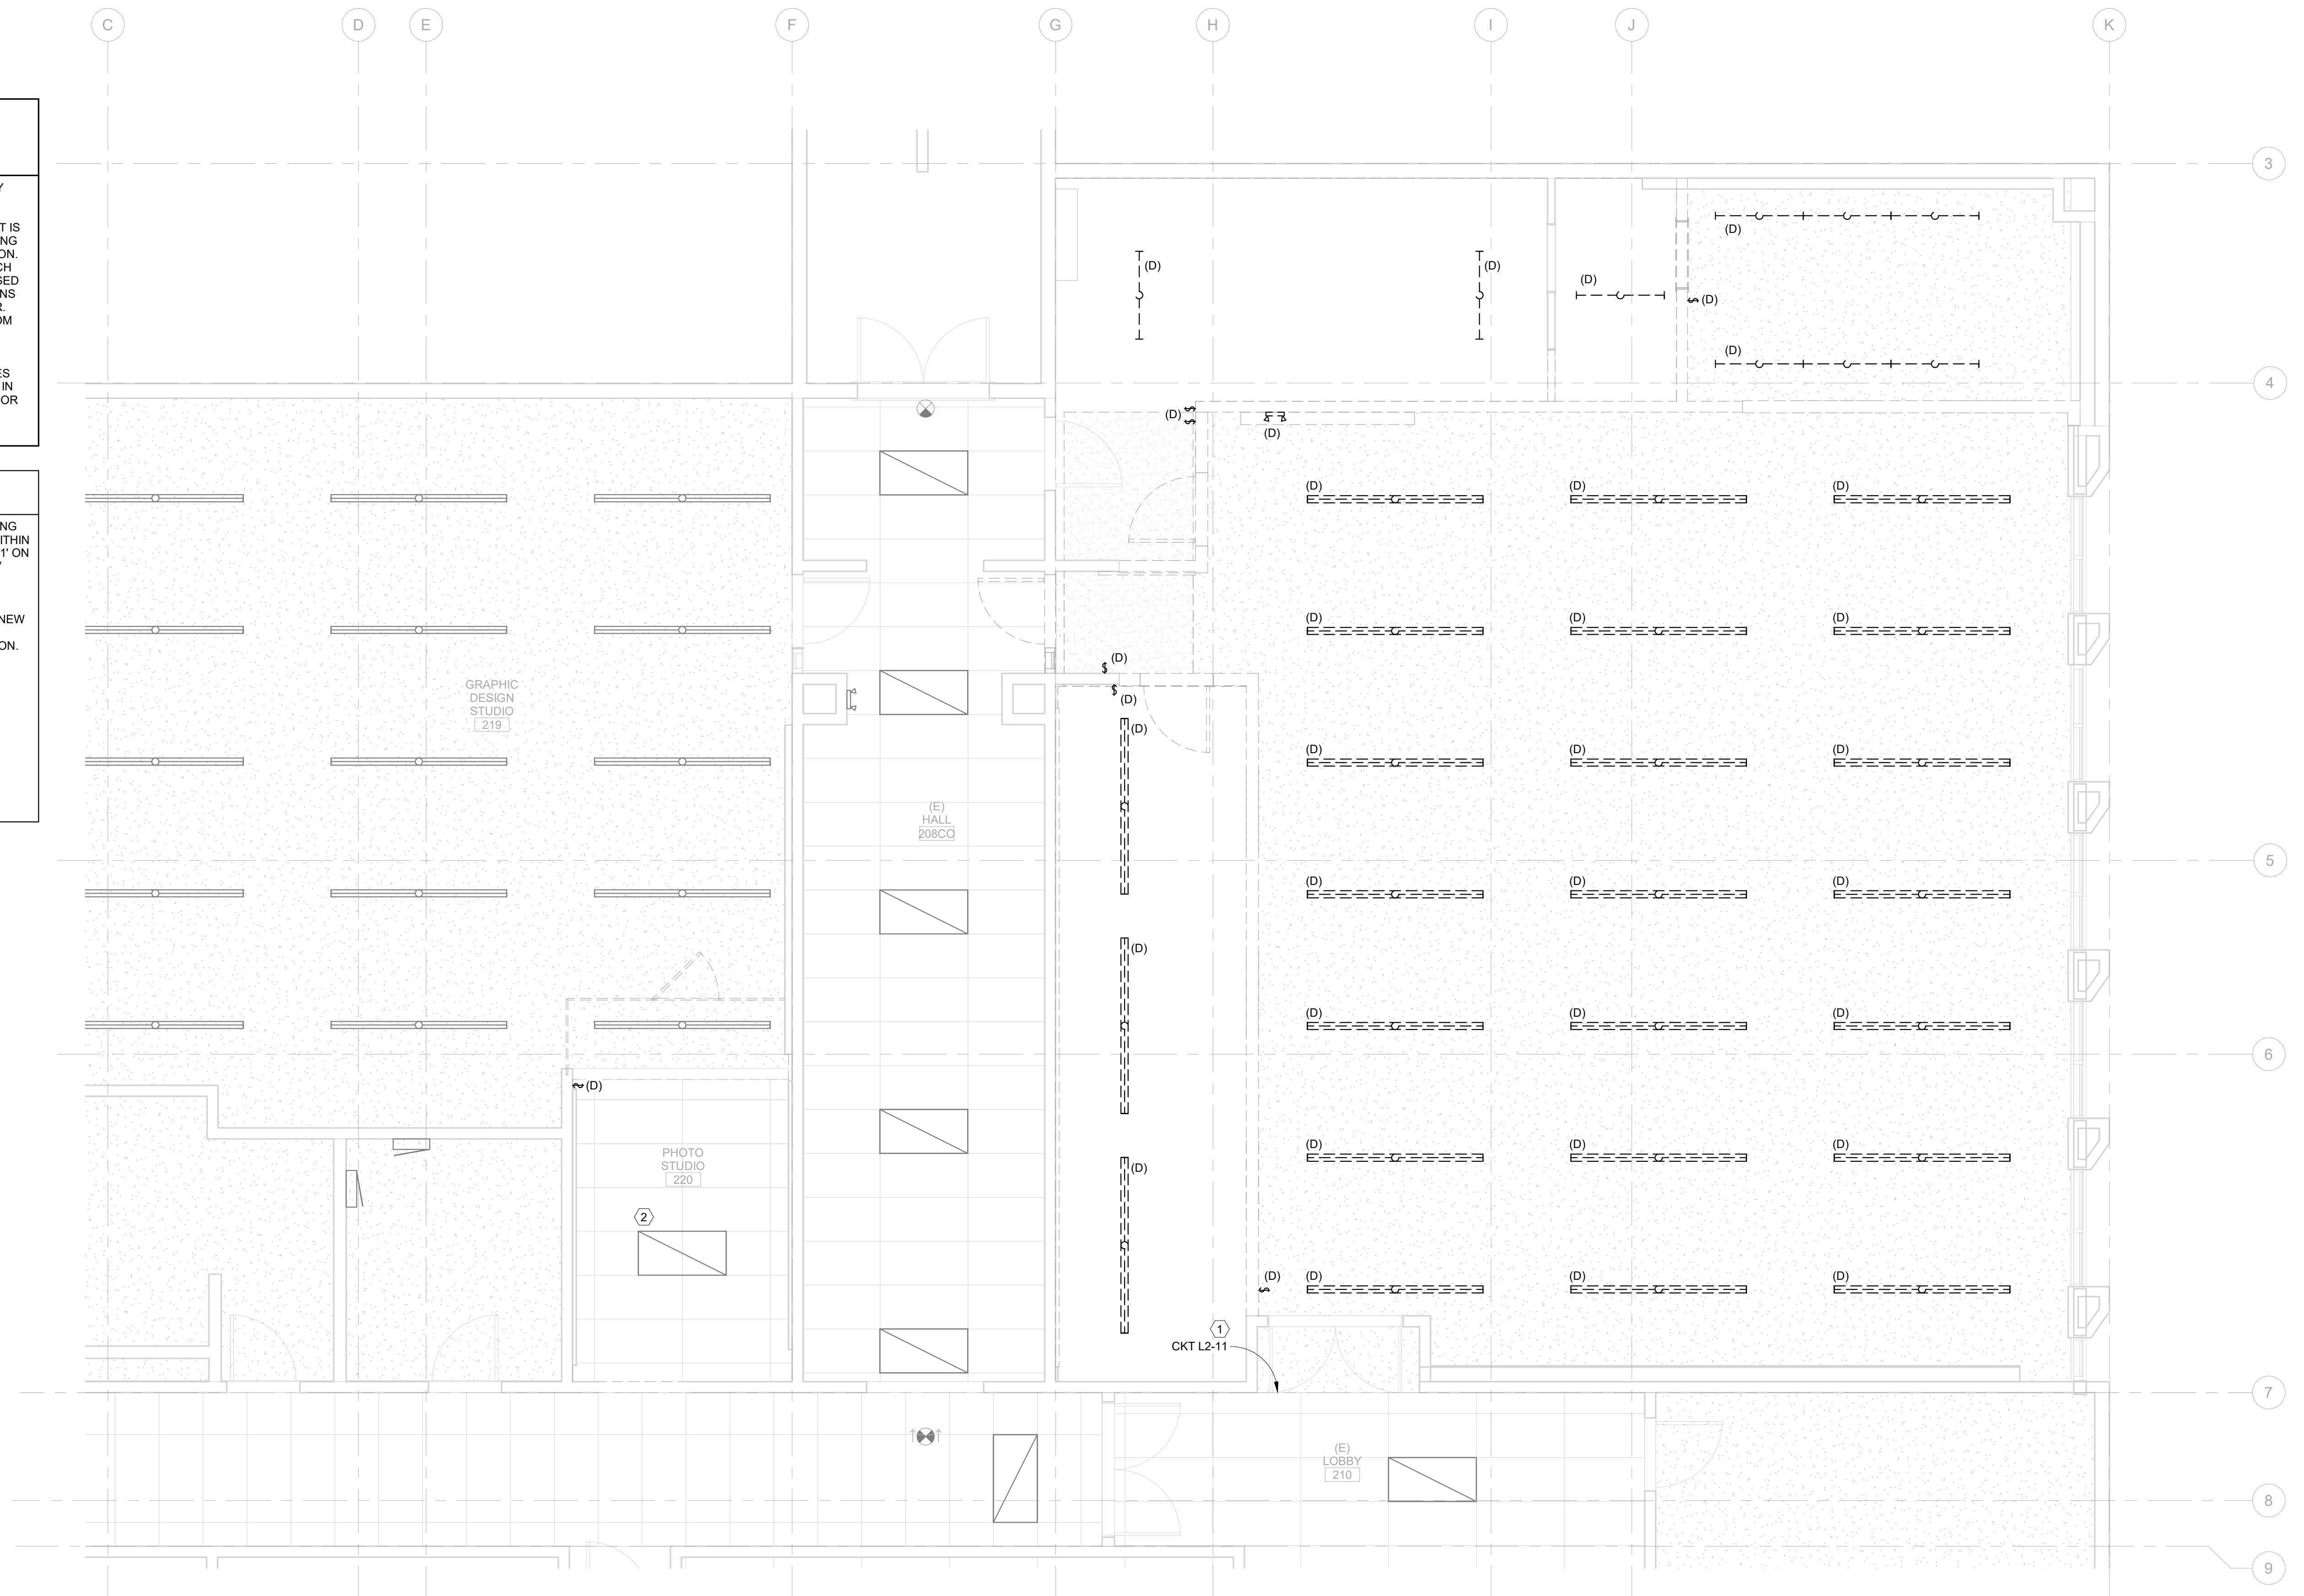 C
D
E
F
G
H
I
J
K
3
4
5
6
7
8
9
T IS
NG
ON.
CH
SED
NS
R.
OM
ES
IN
OR
NG
ITHIN
1' ON
NEW
ON.
(D)
(D)
(D)
(D)
(D)
(D)
(D)
(D)
(D) (D) (D)
(D) (D) (D)
(D)
(D)
(D)
GRAPHIC
DESIGN
STUDIO
219
(D) (D) (D)
(E)
HALL
208CO
(D) (D) (D)
(D)
(D) (D) (D)
(D)
PHOTO
STUDIO
220
(D) (D) (D)
(D)
2
(D) (D) (D) (D)
1
CKT L2-11
(E)
LOBBY
210